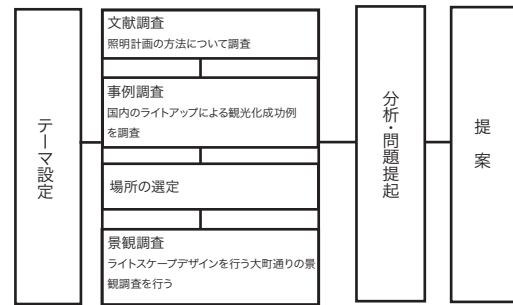 テーマ設定
文献調査
照明計画の方法について調査
事例調査
国内のライトアップによる観光化成功例
を調査
場所の選定
景観調査
ライトスケープデザインを行う大町通りの景
観調査を行う
分析・問題提起
提案